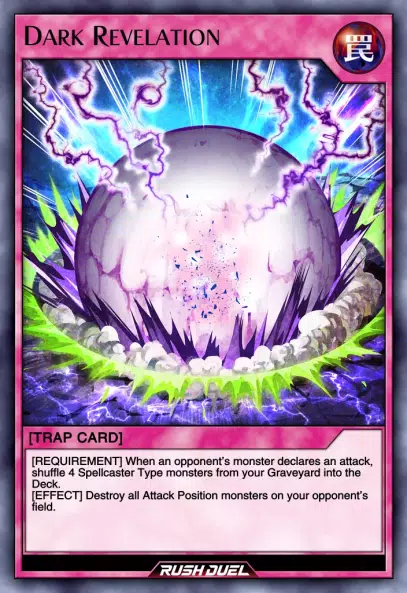 DARK REVELATION
罠
[TRAP CARD]
[REQUIREMENT] When an opponent's monster declares an attack,
shuffle 4 Spellcaster Type monsters from your Graveyard into the
Deck.
[EFFECT] Destroy all Attack Position monsters on your opponent's
field.
RUSH DUEL